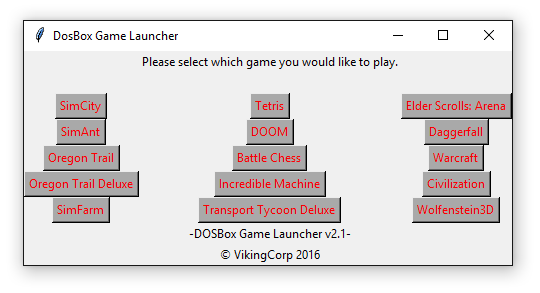 DosBox Game Launcher
Please select which game you would like to play.
SimCity Tetris Elder Scrolls: Arena
SimAnt DOOM Daggerfall
Oregon Trail Battle Chess Warcraft
Oregon Trail Deluxe Incredible Machine Civilization
SimFarm Transport Tycoon Deluxe Wolfenstein3D
-DOSBox Game Launcher v2.1-
© VikingCorp 2016